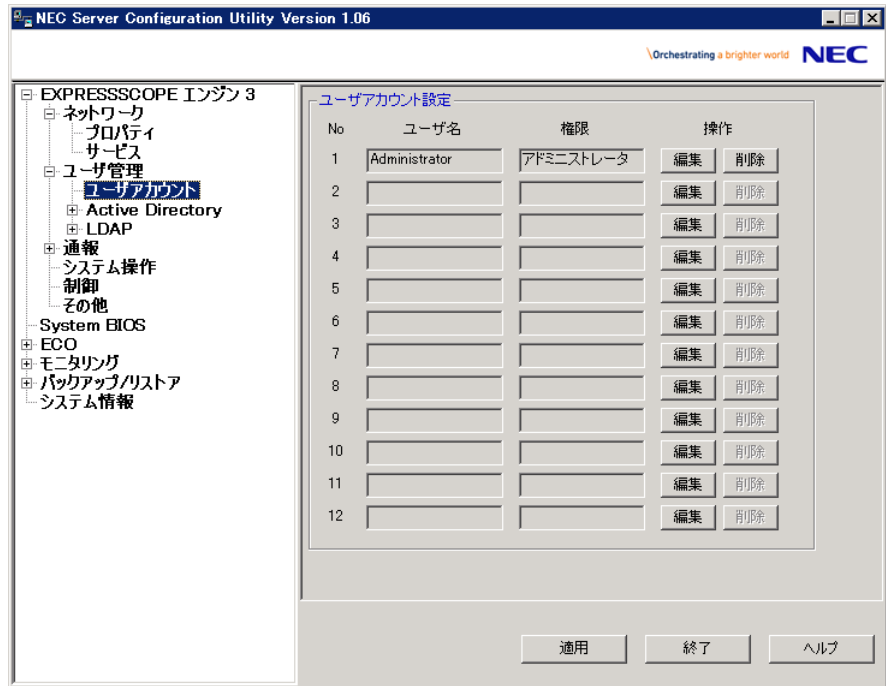 NEC Server Configuration Utility Version 1.06
\Orchestrating a brighter world NEC
EXPRESSSCOPE エンジン 3
ネットワーク
プロパティ
サービス
ユーザ管理
ユーザアカウント
Active Directory
LDAP
通報
システム操作
制御
その他
System BIOS
ECO
モニタリング
バックアップ/リストア
システム情報
ユーザアカウント設定
No ユーザ名 権限 操作
1 Administrator アドミニストレータ 編集 削除
2 編集 削除
3 編集 削除
4 編集 削除
5 編集 削除
6 編集 削除
7 編集 削除
8 編集 削除
9 編集 削除
10 編集 削除
11 編集 削除
12 編集 削除
適用 終了 ヘルプ